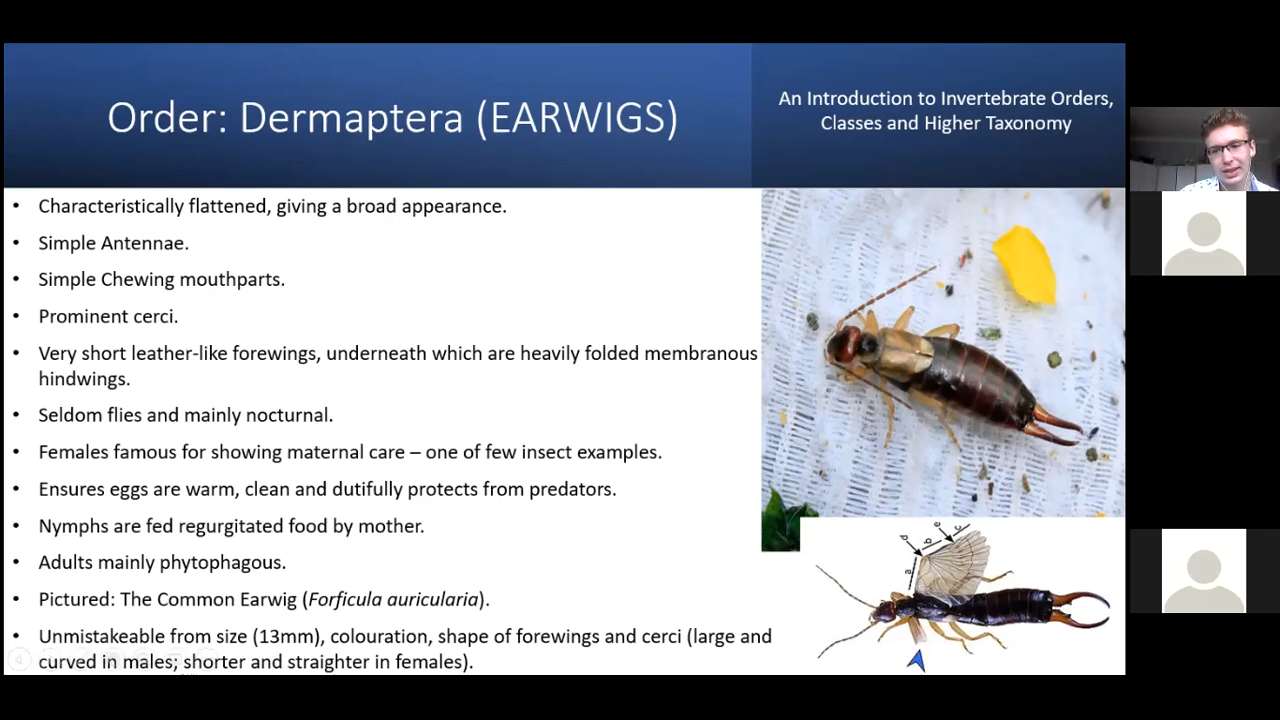 Order: Dermaptera (EARWIGS)
An Introduction to Invertebrate Orders,
Classes and Higher Taxonomy
• Characteristically flattened, giving a broad appearance.
• Simple Antennae.
• Simple Chewing mouthparts.
• Prominent cerci.
• Very short leather-like forewings, underneath which are heavily folded membranous
hindwings.
• Seldom flies and mainly nocturnal.
• Females famous for showing maternal care – one of few insect examples.
• Ensures eggs are warm, clean and dutifully protects from predators.
• Nymphs are fed regurgitated food by mother.
• Adults mainly phytophagous.
• Pictured: The Common Earwig (Forficula auricularia).
• Unmistakeable from size (13mm), colouration, shape of forewings and cerci (large and
curved in males; shorter and straighter in females).
a
d
b
e
c